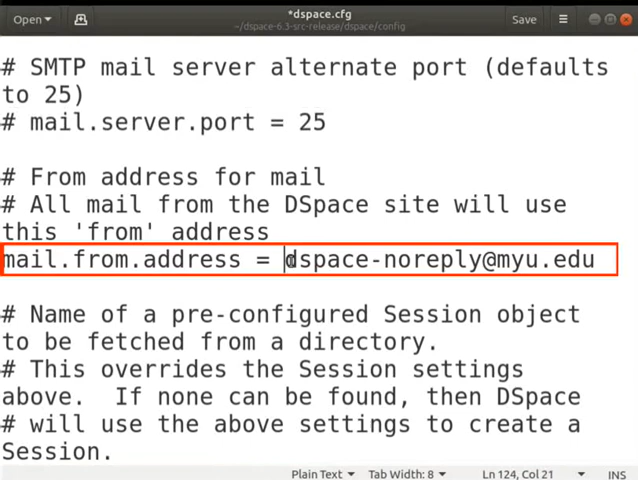 *dspace.cfg
Open
~/dspace-6.3-src-release/dspace/config
Save
# SMTP mail server alternate port (defaults
to 25)
# mail.server.port = 25
# From address for mail
# All mail from the DSpace site will use
this 'from' address
mail.from.address = dspace-noreply@myu.edu
# Name of a pre-configured Session object
to be fetched from a directory.
# This overrides the Session settings
above.  If none can be found, then DSpace
# will use the above settings to create a
Session.
Plain Text Tab Width: 8 Ln 124, Col 21 INS